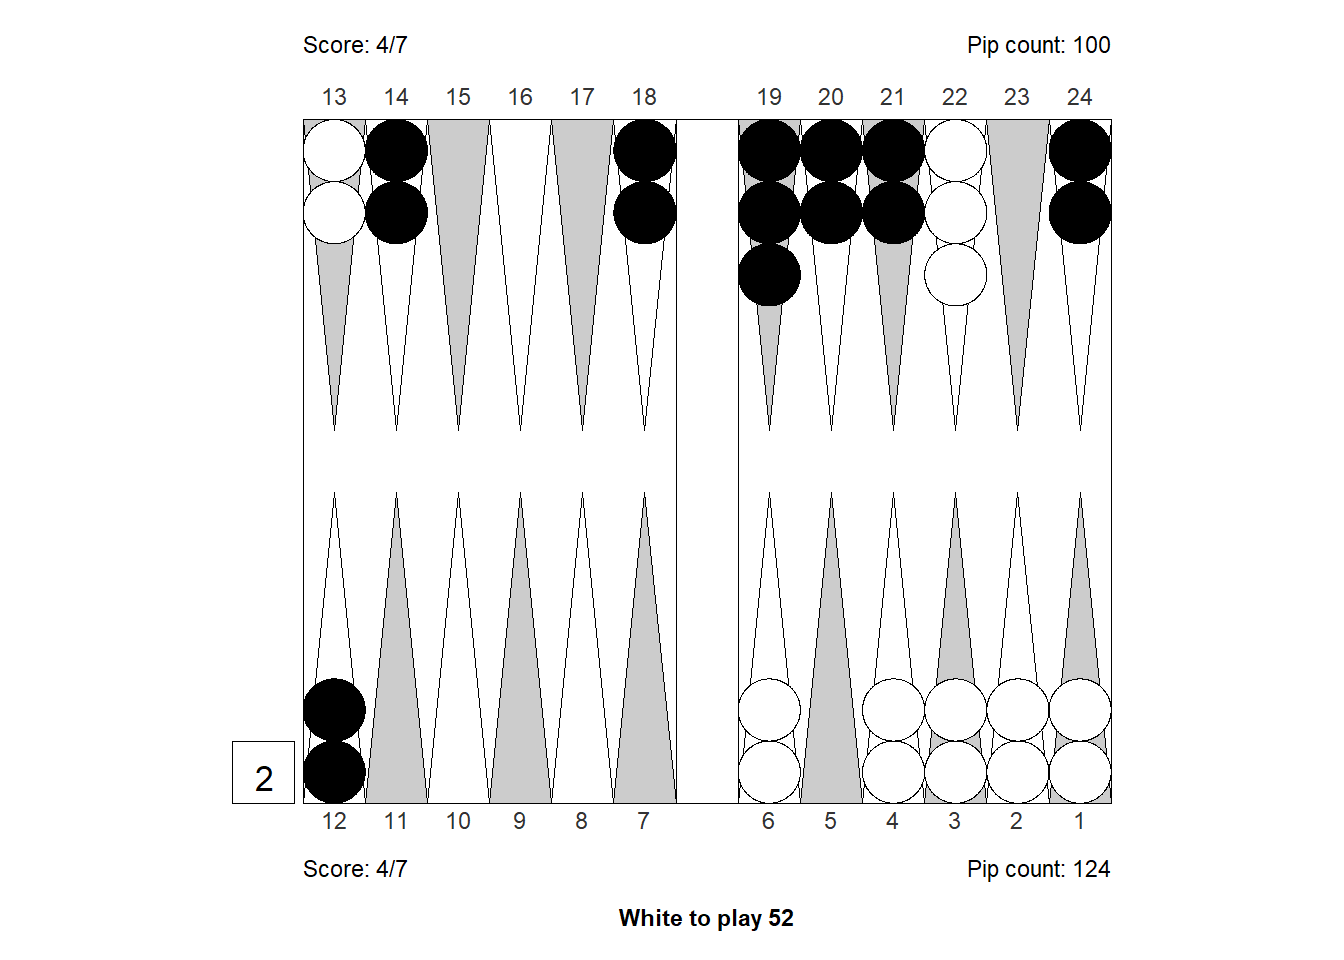 Score: 4/7 Pip count: 100
13 14 15 16 17 18 19 20 21 22 23 24
2
12 11 10 9 8 7 6 5 4 3 2 1
Score: 4/7 Pip count: 124
White to play 52